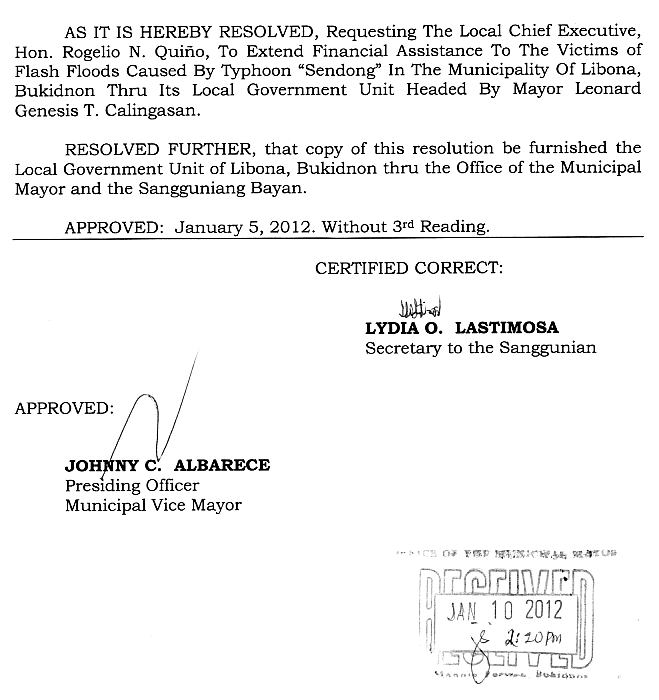 AS IT IS HEREBY RESOLVED, Requesting The Local Chief Executive,
Hon. Rogelio N. Quiño, To Extend Financial Assistance To The Victims of
Flash Floods Caused By Typhoon “Sendong” In The Municipality Of Libona,
Bukidnon Thru Its Local Government Unit Headed By Mayor Leonard
Genesis T. Calingasan.
RESOLVED FURTHER, that copy of this resolution be furnished the
Local Government Unit of Libona, Bukidnon thru the Office of the Municipal
Mayor and the Sangguniang Bayan.
APPROVED: January 5, 2012. Without 3rd Reading.
CERTIFIED CORRECT:
LYDIA O. LASTIMOSA
Secretary to the Sanggunian
APPROVED:
JOHNNY C. ALBARECE
Presiding Officer
Municipal Vice Mayor
OF THE MUNICIPAL MAYOR
RECEIVED
JAN 10 2012
2:20PM
Bukidnon